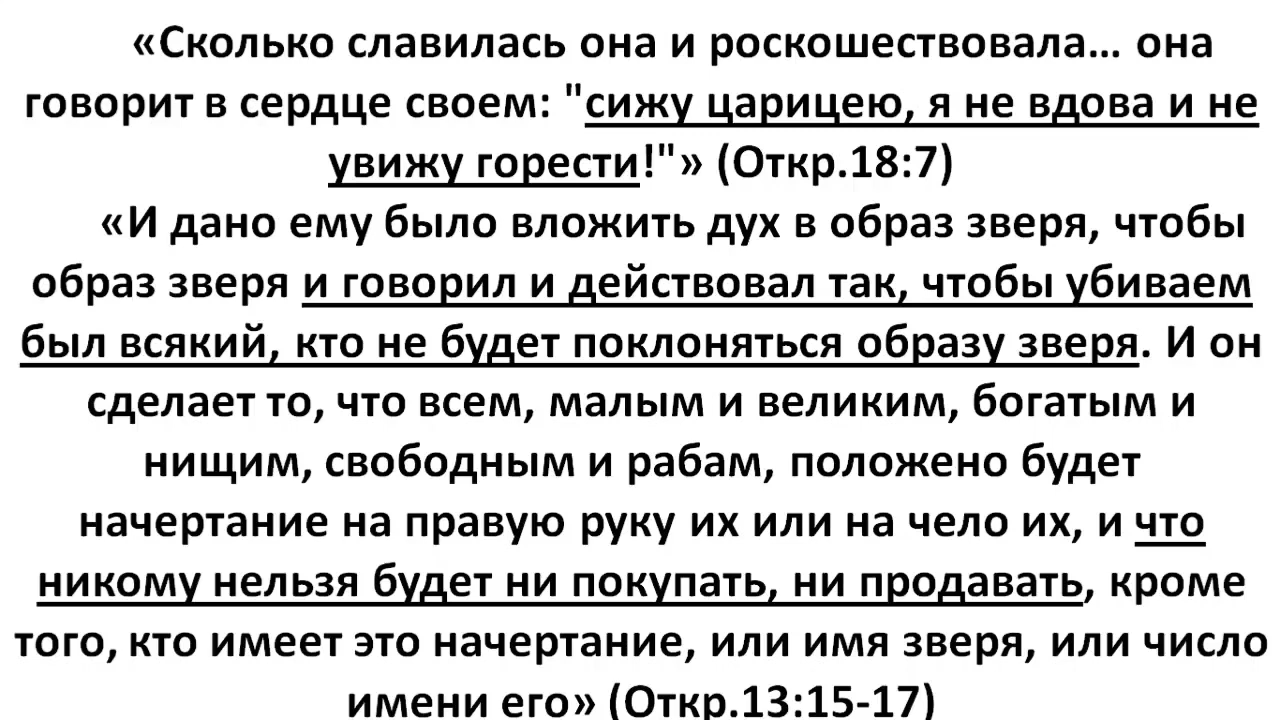 «Сколько славилась она и роскошествовала… она
говорит в сердце своем: "сижу царицею, я не вдова и не
увижу горести!"» (Откр.18:7)
«И дано ему было вложить дух в образ зверя, чтобы
образ зверя и говорил и действовал так, чтобы убиваем
был всякий, кто не будет поклоняться образу зверя. И он
сделает то, что всем, малым и великим, богатым и
нищим, свободным и рабам, положено будет
начертание на правую руку их или на чело их, и что
никому нельзя будет ни покупать, ни продавать, кроме
того, кто имеет это начертание, или имя зверя, или число
имени его» (Откр.13:15-17)